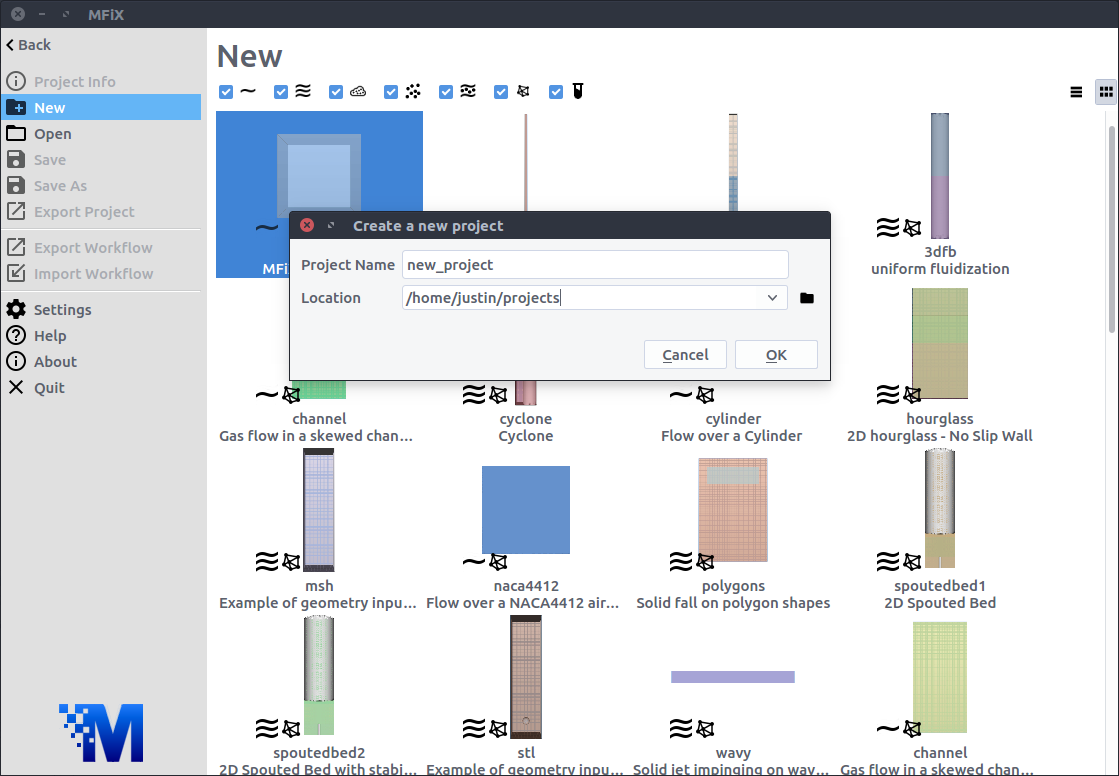 MFiX
Back
Project Info
New
Open
Save
Save As
Export Project
Export Workflow
Import Workflow
Settings
Help
About
Quit
M
New
MFi
3dfb
uniform fluidization
Create a new project
Project Name new_project
Location /home/justin/projects
Cancel OK
channel cyclone cylinder hourglass
Gas flow in a skewed chan... Cyclone Flow over a Cylinder 2D hourglass - No Slip Wall
msh naca4412 polygons spoutedbed1
Example of geometry inpu... Flow over a NACA4412 air... Solid fall on polygon shapes 2D Spouted Bed
spoutedbed2 stl wavy channel
2D Spouted Bed with stabi... Example of geometry inpu... Solid jet impinging on wav... Gas flow in a skewed chan...